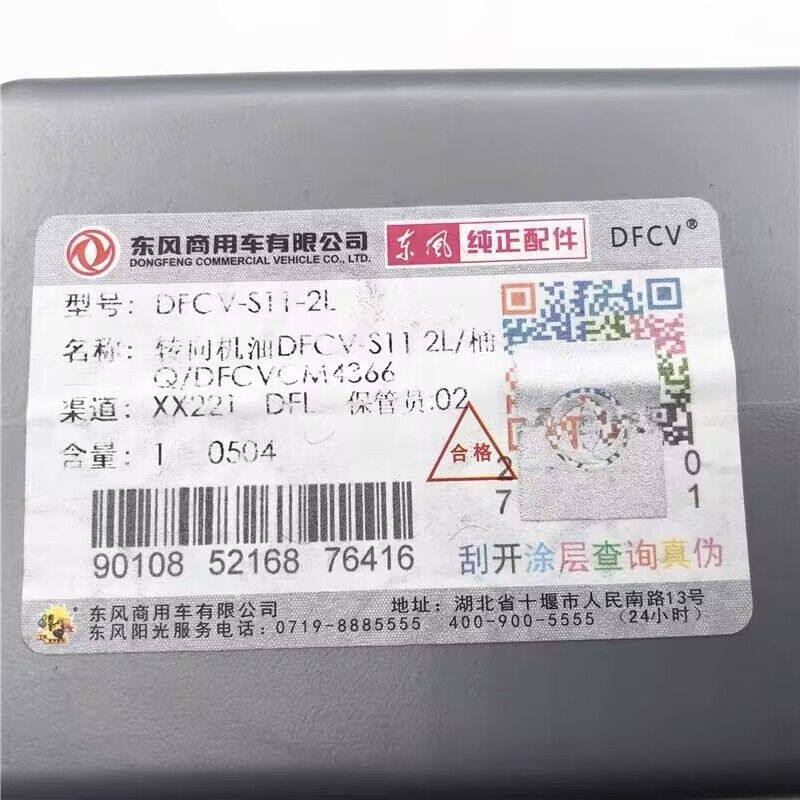 东风商用车有限公司 东风 纯正配件 DFCV®
DONGFENG COMMERCIAL VEHICLE CO., LTD.
型号: DFCV-S11-2L
名称: 转向机油DFCV-S11 2L/桶
Q/DFCVCM4366
渠道: XX221 DFL 保管员:02
合格
含量: 1 0504
2 0
7 1
90108 52168 76416
刮开涂层查询真伪
东风商用车有限公司 地址: 湖北省十堰市人民南路13号
东风阳光服务电话: 0719-8885555 400-900-5555 (24小时)